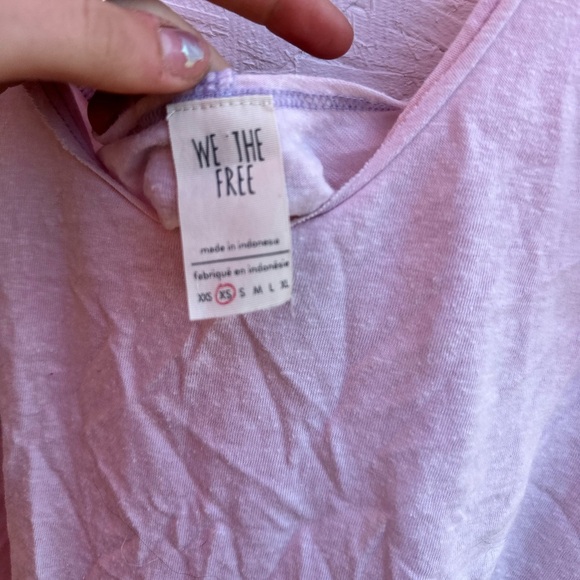 WE THE
FREE
made in indonesia
fabriqué en indonésie
XXS XS S M L XL